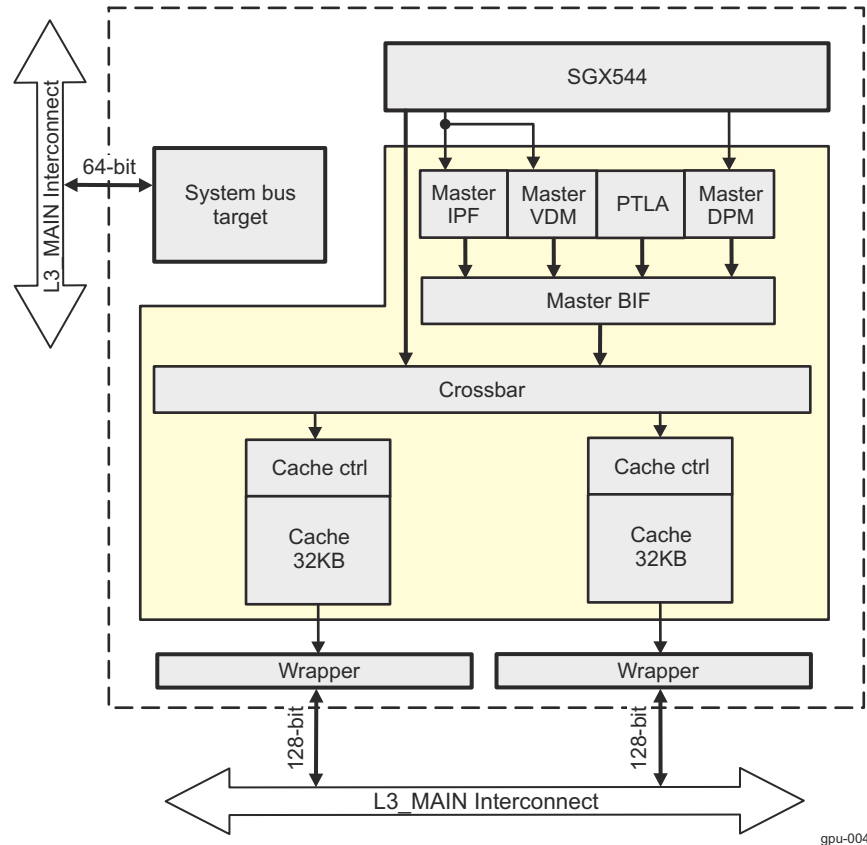 SGX544
L3_MAIN Interconnect
64-bit
System bus
target
Master
IPF
Master
VDM
PTLA
Master
DPM
Master BIF
Crossbar
Cache ctrl
Cache
32KB
Cache ctrl
Cache
32KB
Wrapper
Wrapper
128-bit
128-bit
L3_MAIN Interconnect
gpu-004